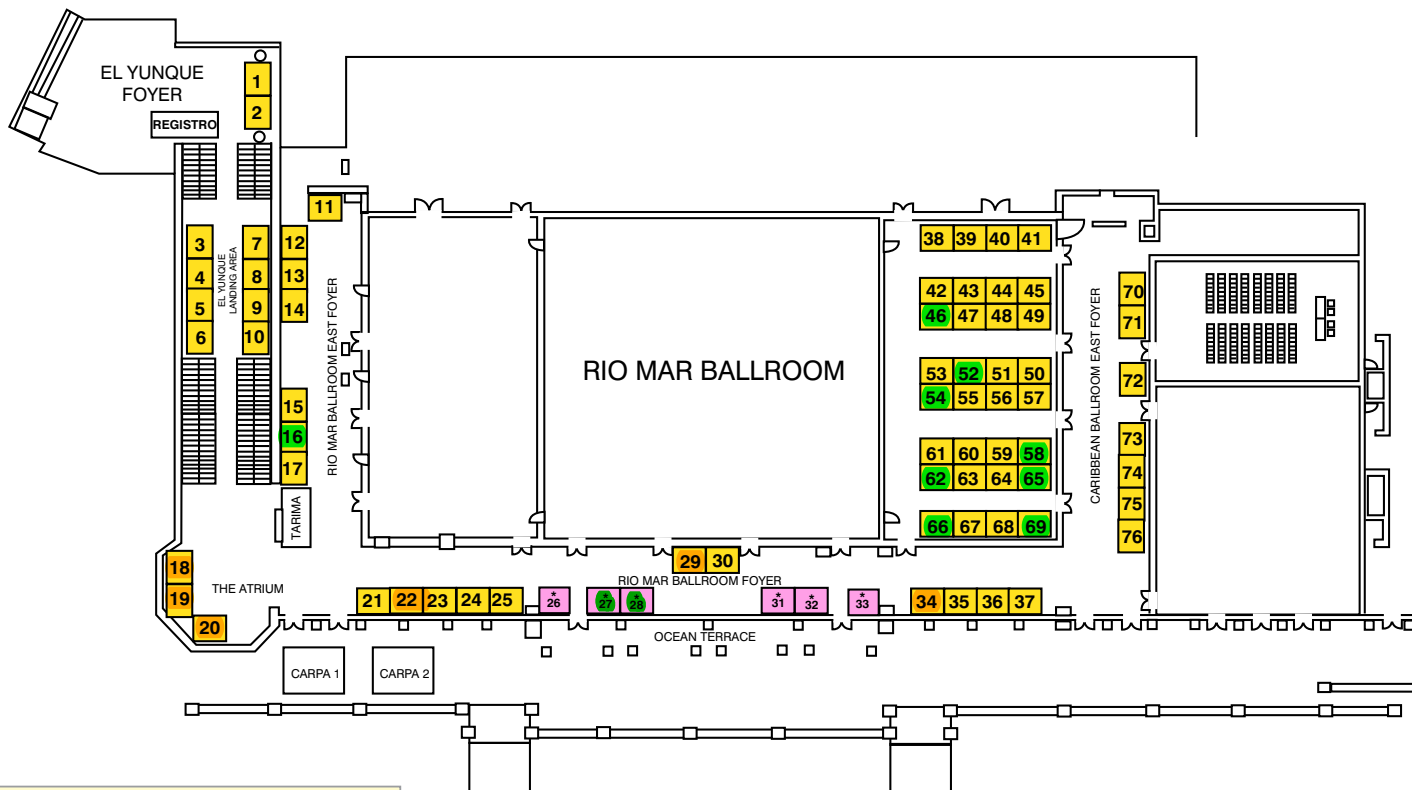 EL YUNQUE
FOYER
REGISTRO
1
2
11
3
4
5
6
EL YUNQUE
LANDING AREA
7
8
9
10
12
13
14
15
16
17
TARIMA
RIO MAR BALLROOM EAST FOYER
RIO MAR BALLROOM
38 39 40 41
42 43 44 45
46 47 48 49
53 52 51 50
54 55 56 57
61 60 59 58
62 63 64 65
66 67 68 69
CARIBBEAN BALLROOM EAST FOYER
70
71
72
73
74
75
76
18
19
20
THE ATRIUM
29 30
RIO MAR BALLROOM FOYER
21 22 23 24 25
*
26
*
27
*
28
*
31
*
32
*
33
34 35 36 37
OCEAN TERRACE
CARPA 1
CARPA 2